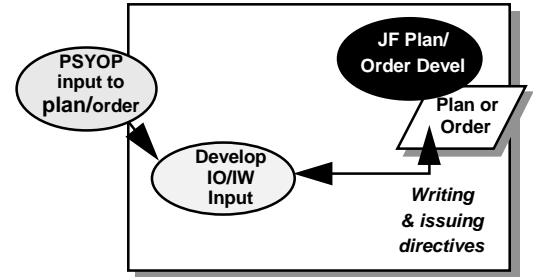 PSYOP
input to
plan/order
JF Plan/
Order Devel
Plan or
Order
Develop
IO/IW
Input
Writing
& issuing
directives